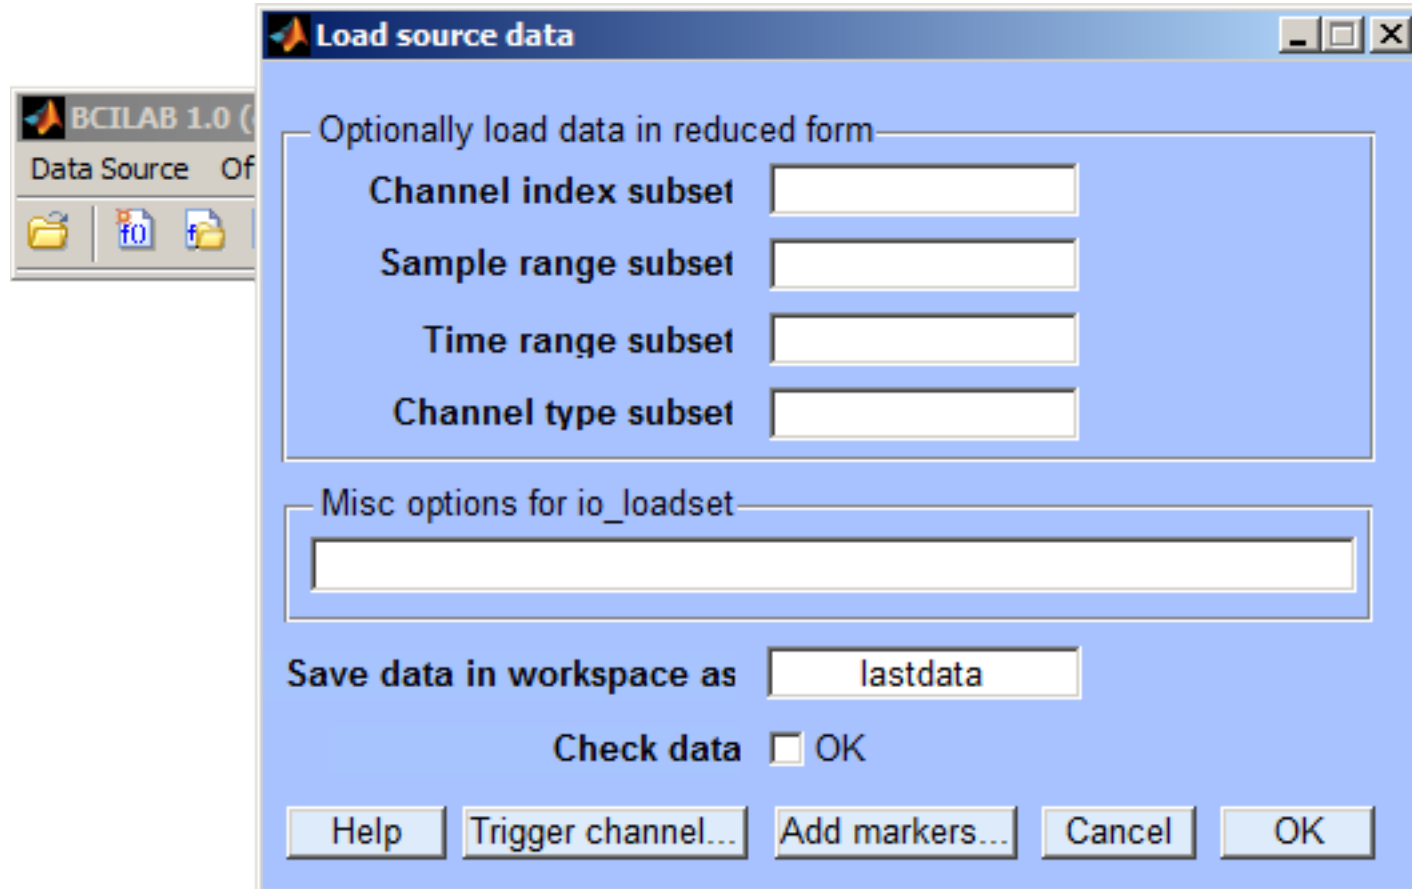 Load source data
BCILAB 1.0 (
Data Source Of
Optionally load data in reduced form
Channel index subset
Sample range subset
Time range subset
Channel type subset
Misc options for io_loadset
Save data in workspace as lastdata
Check data OK
Help Trigger channel... Add markers... Cancel OK